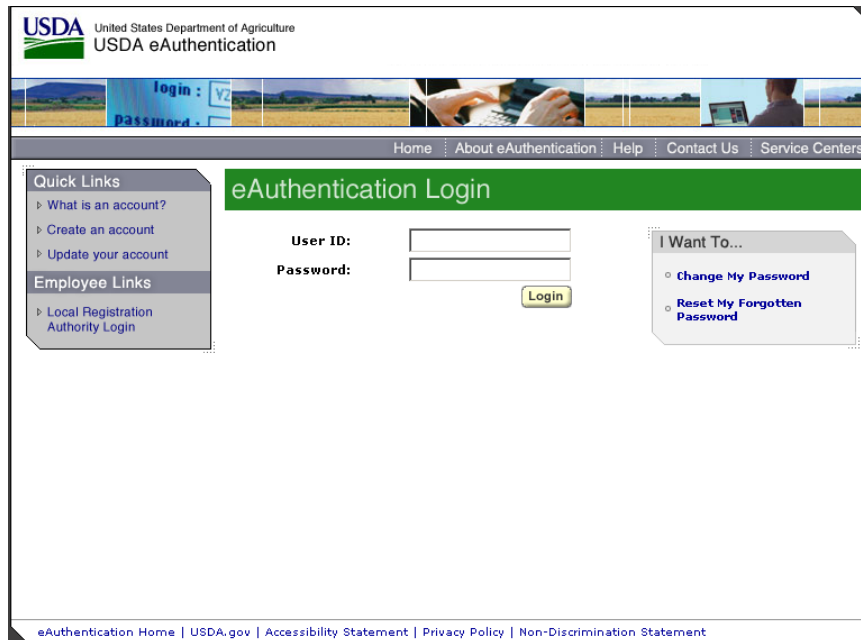 USDA United States Department of Agriculture
USDA eAuthentication
login :
password :
Home About eAuthentication Help Contact Us Service Centers
Quick Links
What is an account?
Create an account
Update your account
Employee Links
Local Registration
Authority Login
eAuthentication Login
User ID:
Password:
Login
I Want To...
Change My Password
Reset My Forgotten
Password
eAuthentication Home | USDA.gov | Accessibility Statement | Privacy Policy | Non-Discrimination Statement